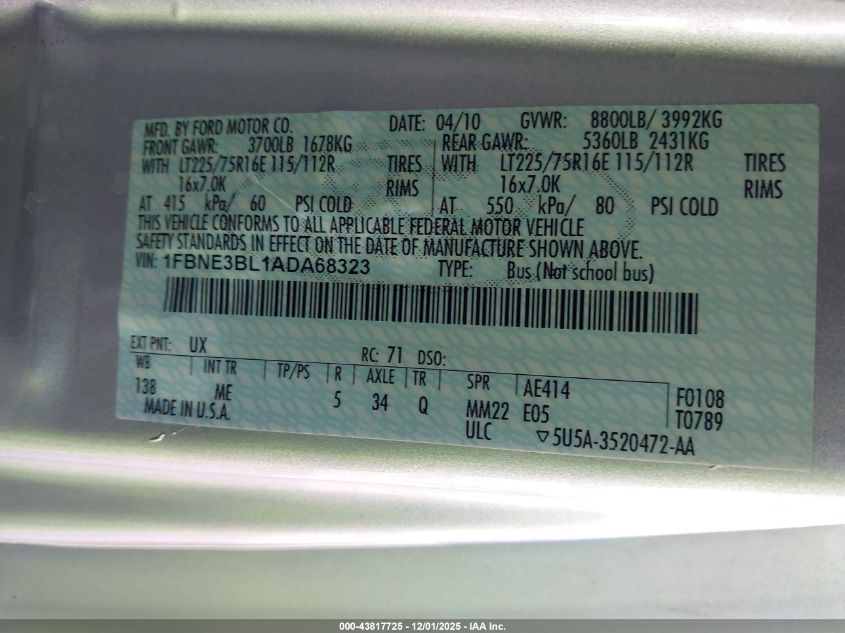 MFD. BY FORD MOTOR CO. DATE: 04/10 GVWR: 8800LB/ 3992KG
FRONT GAWR: 3700LB 1678KG REAR GAWR: 5360LB 2431KG
WITH LT225/75R16E 115/112R TIRES WITH LT225/75R16E 115/112R TIRES
16x7.0K RIMS 16x7.0K RIMS
AT 415 kPa/ 60 PSI COLD AT 550 kPa/ 80 PSI COLD
THIS VEHICLE CONFORMS TO ALL APPLICABLE FEDERAL MOTOR VEHICLE
SAFETY STANDARDS IN EFFECT ON THE DATE OF MANUFACTURE SHOWN ABOVE.
VIN: 1FBNE3BL1ADA68323 TYPE: Bus (Not school bus)
EXT PNT: UX RC: 71 DSO:
WB INT TR TP/PS R AXLE TR SPR AE414 F0108
138 ME 5 34 Q MM22 E05 T0789
MADE IN U.S.A. ULC ▽5U5A-3520472-AA
000-43817725 - 12/01/2025 - IAA Inc.